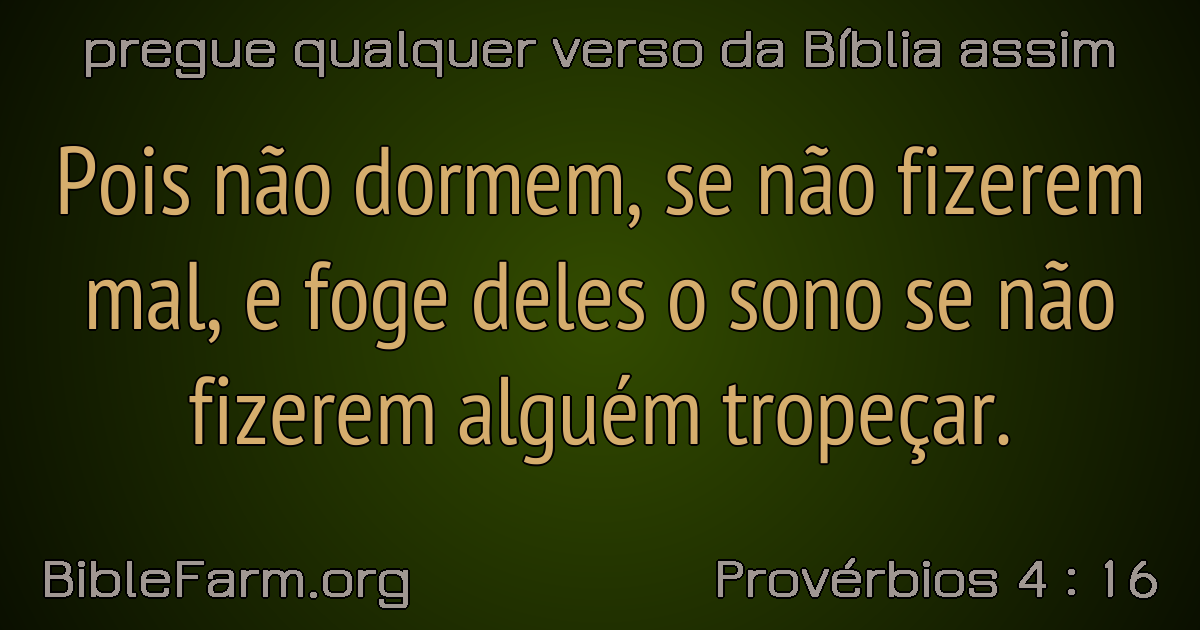 pregue qualquer verso da Bíblia assim
Pois não dormem, se não fizerem
mal, e foge deles o sono se não
fizerem alguém tropeçar.
BibleFarm.org
Provérbios 4 : 16